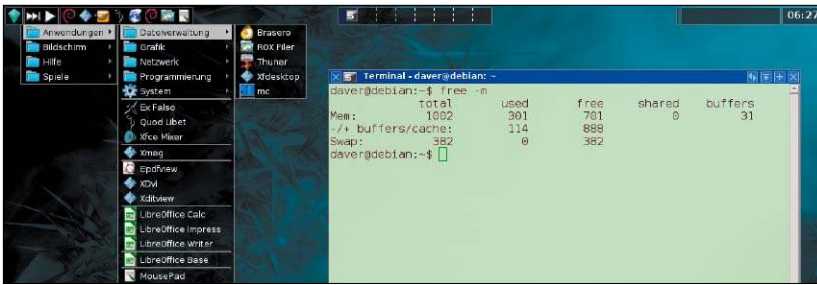 06:27
5
Anwendungen
Bildschirm
Hilfe
Spiele
Dateiverwaltung
Grafik
Netzwerk
Programmierung
System
Ex Falso
Quod Libet
Xfce Mixer
Xmag
Epdfview
XDvi
Xditview
LibreOffice Calc
LibreOffice Impress
LibreOffice Writer
LibreOffice Base
MousePad
Brasero
ROX Filer
Thunar
Xfdesktop
mc
5 Terminal - daver@debian: ~
daver@debian:~$ free -m
total used free shared buffers
Mem: 1002 301 701 0 31
-/+ buffers/cache: 114 888
Swap: 382 0 382
daver@debian:~$